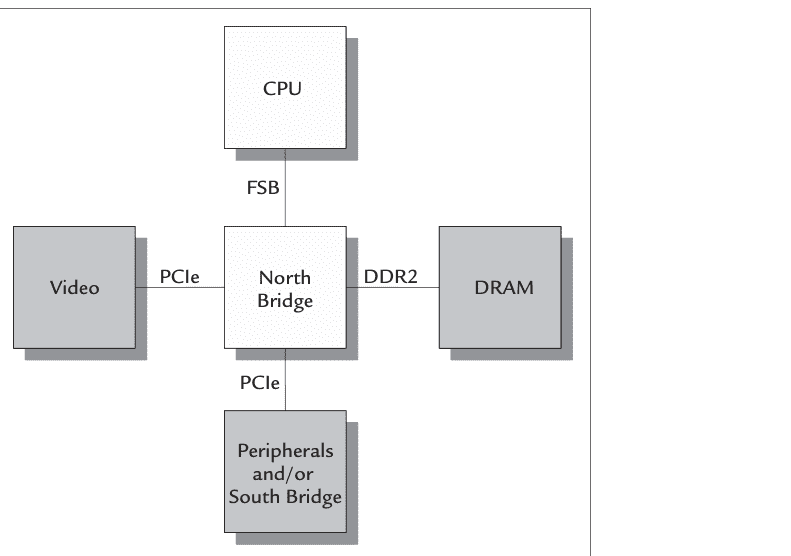 CPU
FSB
Video
PCIe
North
Bridge
DDR2
DRAM
PCIe
Peripherals
and/or
South Bridge